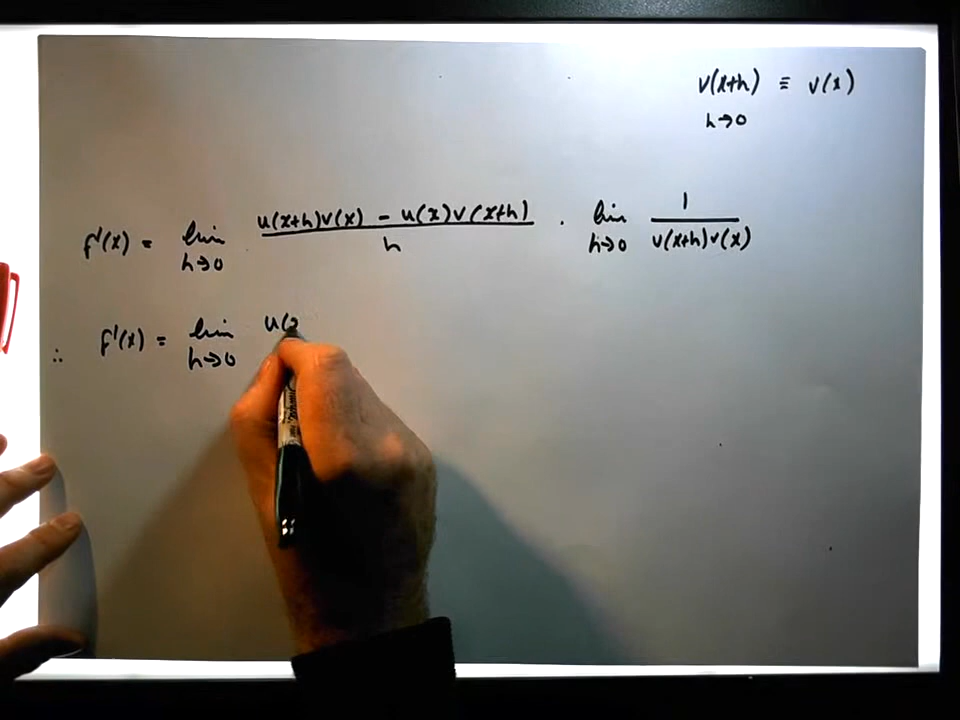 v(x+h) ≡ v(x)
h→0
f'(x) = lim h→0 u(x+h)v(x) - u(x)v(x+h) / h . lim h→0 1 / v(x+h)v(x)
∴ f'(x) = lim h→0 u(